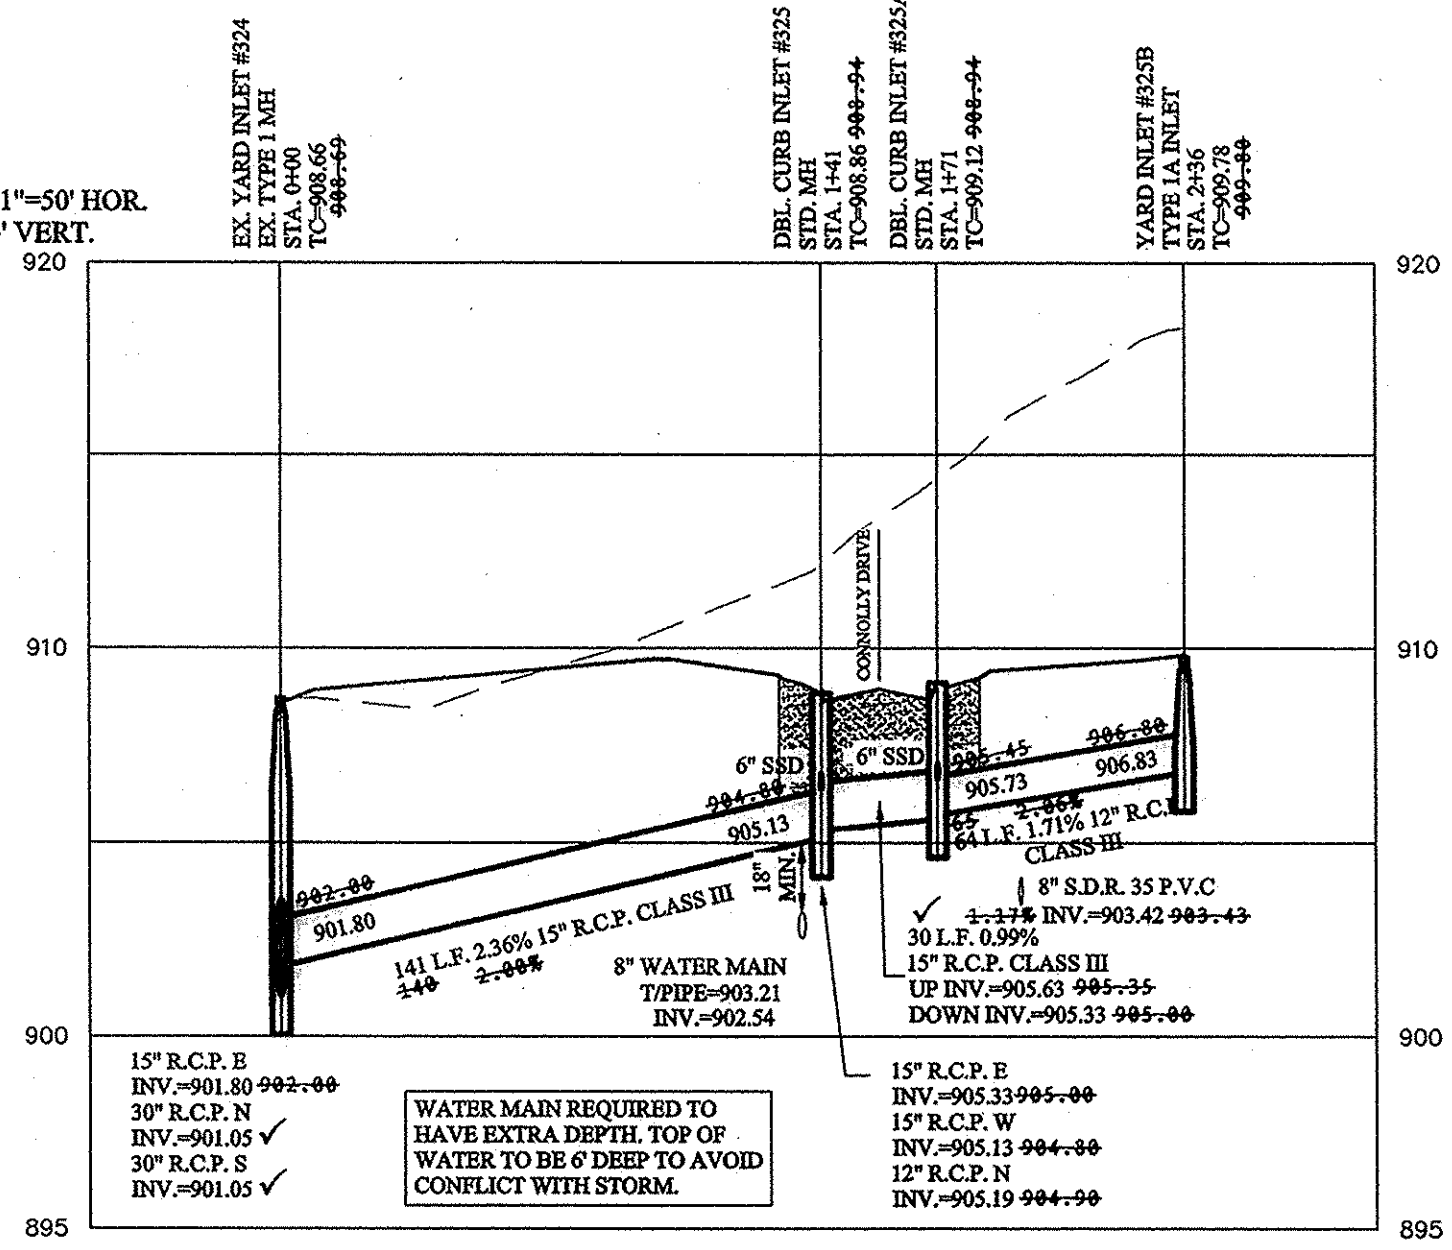 EX. YARD INLET #324
EX. TYPE 1 MH
STA. 0+00
TC=908.66
908.69
DBL. CURB INLET #325
STD. MH
STA. 1+41
TC=908.86 908.94
DBL. CURB INLET #325A
STD. MH
STA. 1+71
TC=909.12 908.94
YARD INLET #325B
TYPE 1A INLET
STA. 2+36
TC=909.78
909.80
1"=50' HOR.
' VERT.
920
920
CONNOLLY DRIVE
910
910
6" SSD
6" SSD
905.45
906.80
904.80
905.73
906.83
905.13
65 2.06%
64 L.F. 1.71% 12" R.C.P.
CLASS III
18"
MIN.
902.00
901.80
141 L.F. 2.36% 15" R.C.P. CLASS III
140 2.00%
8" S.D.R. 35 P.V.C
✓ 1.17% INV.=903.42 903.43
30 L.F. 0.99%
15" R.C.P. CLASS III
UP INV.=905.63 905.35
DOWN INV.=905.33 905.00
8" WATER MAIN
T/PIPE=903.21
INV.=902.54
900
900
15" R.C.P. E
INV.=901.80 902.00
30" R.C.P. N
INV.=901.05 ✓
30" R.C.P. S
INV.=901.05 ✓
WATER MAIN REQUIRED TO
HAVE EXTRA DEPTH. TOP OF
WATER TO BE 6' DEEP TO AVOID
CONFLICT WITH STORM.
15" R.C.P. E
INV.=905.33 905.00
15" R.C.P. W
INV.=905.13 904.80
12" R.C.P. N
INV.=905.19 904.90
895
895